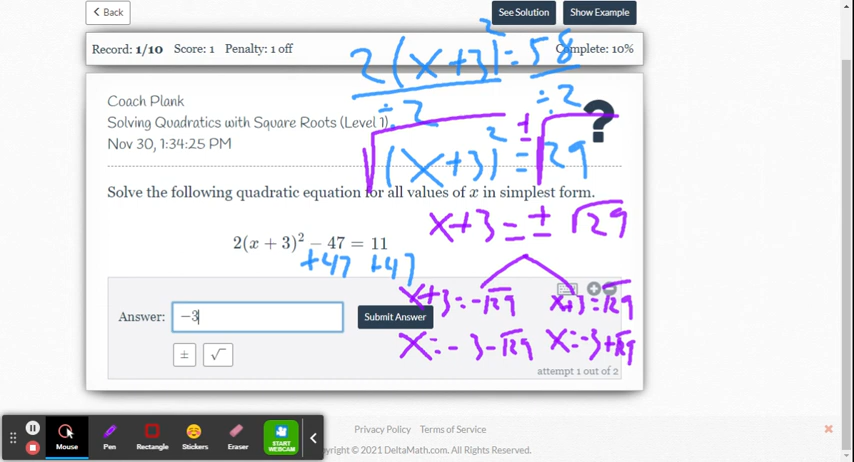 < Back
See Solution
Show Example
Record: 1/10 Score: 1 Penalty: 1 off
Complete: 10%
2(x+3)² = 58
÷2 ÷2
Coach Plank
Solving Quadratics with Square Roots (Level 1)
Nov 30, 1:34:25 PM
?
√(x+3)² = ±√29
Solve the following quadratic equation for all values of x in simplest form.
x+3 = ±√29
2(x + 3)² − 47 = 11
+47 +47
x+3=-√29 x+3=√29
Answer: −3
Submit Answer
x=-3-√29 x=-3+√29
± √
attempt 1 out of 2
Mouse
Pen
Rectangle
Stickers
Eraser
START WEBCAM
<
Privacy Policy Terms of Service
pyright © 2021 DeltaMath.com. All Rights Reserved.